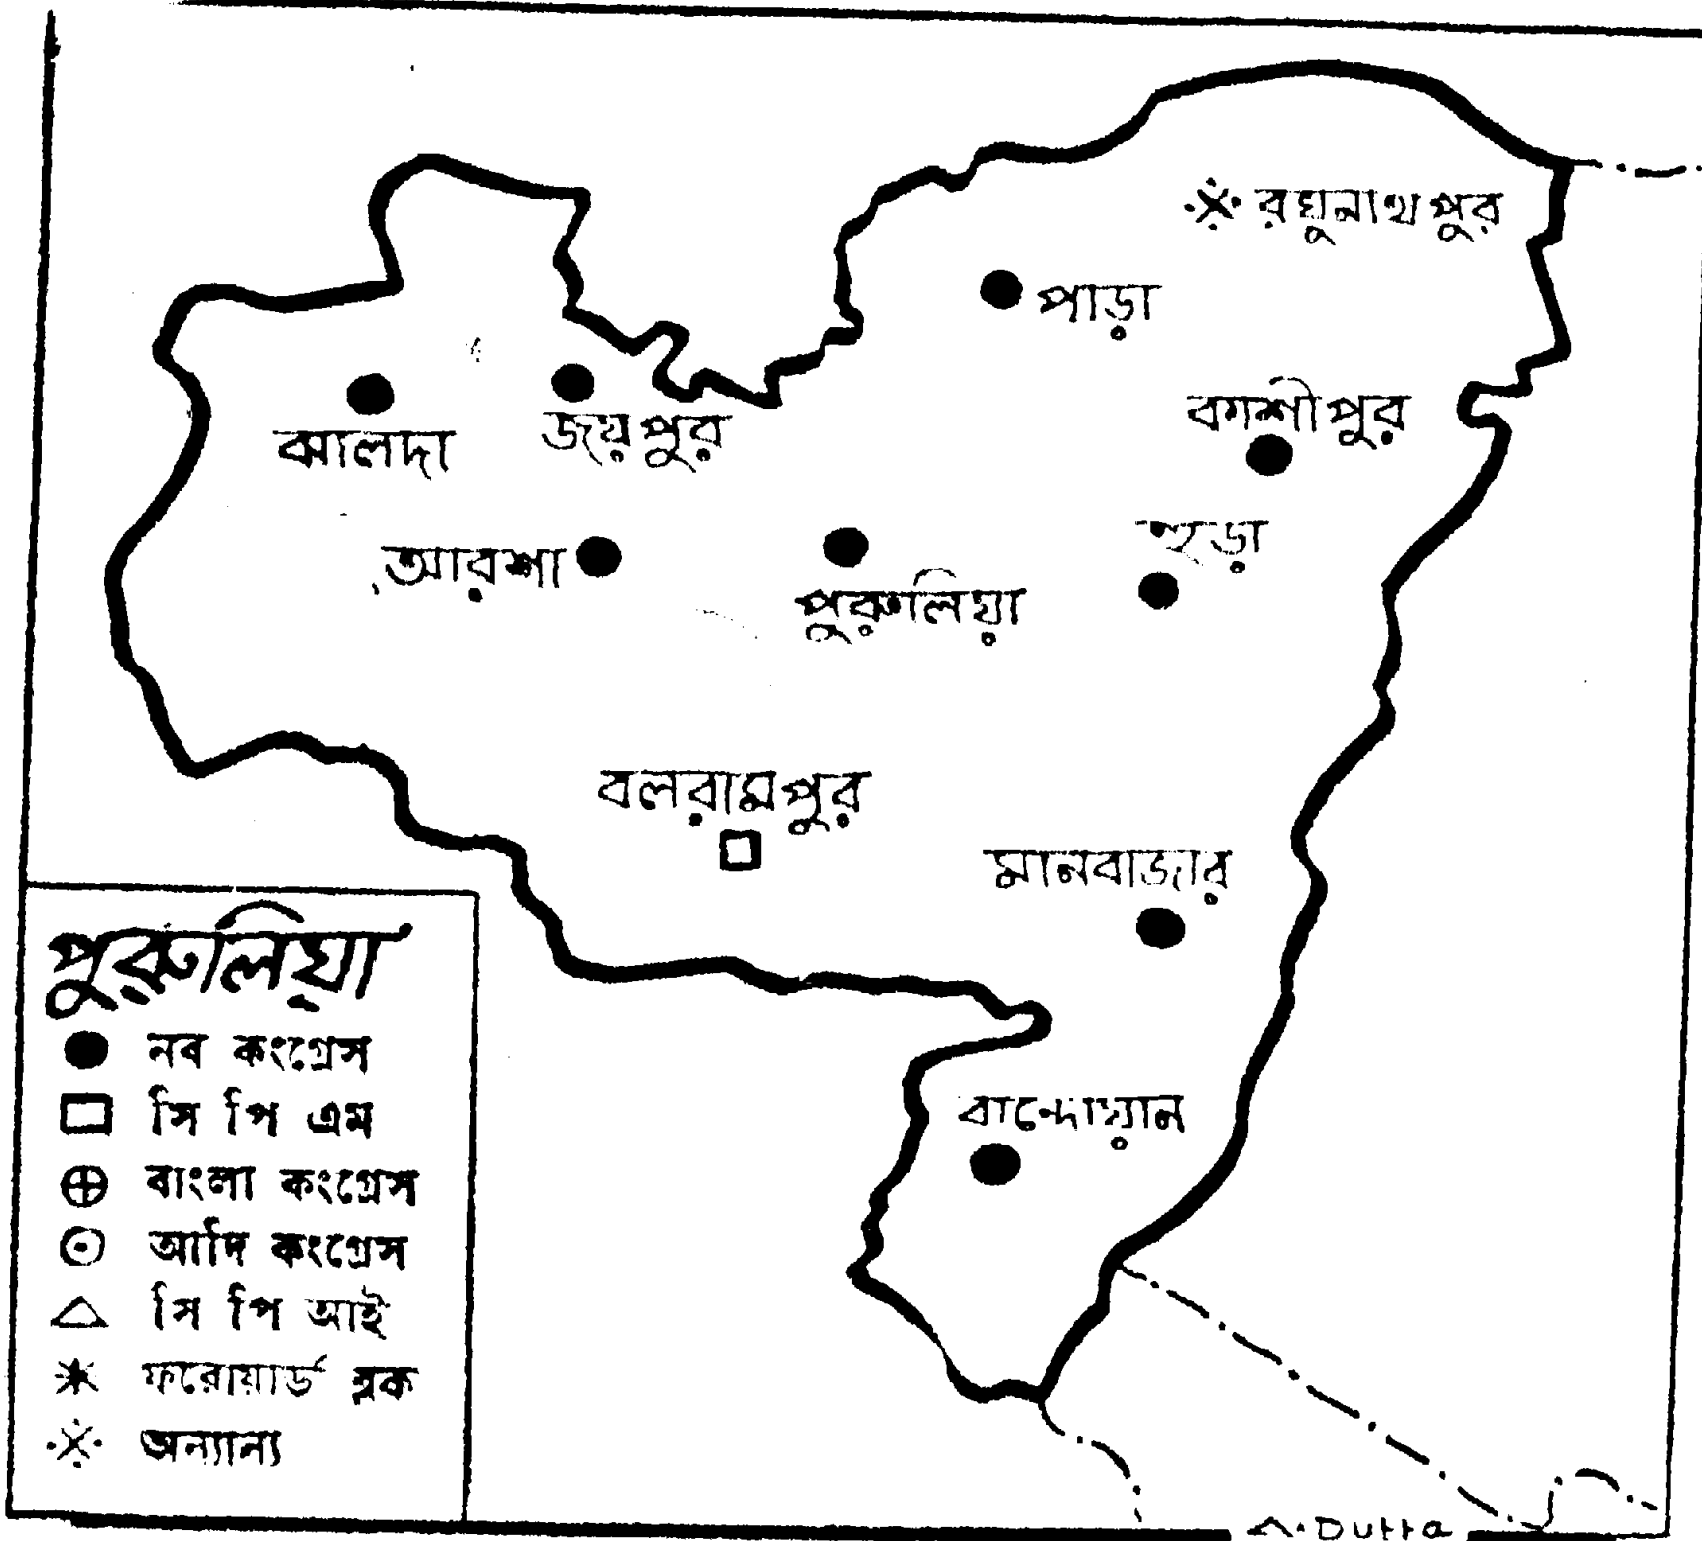 রঘুনাথপুর
পাড়া
কাশীপুর
ঝালদা
জয়পুর
হুড়া
আরশা
পুরুলিয়া
বলরামপুর
মানবাজার
বান্দোয়ান
পুরুলিয়া
নব কংগ্রেস
সি পি এম
বাংলা কংগ্রেস
আদি কংগ্রেস
সি পি আই
ফরোয়ার্ড ব্লক
অন্যান্য
A. Dutta